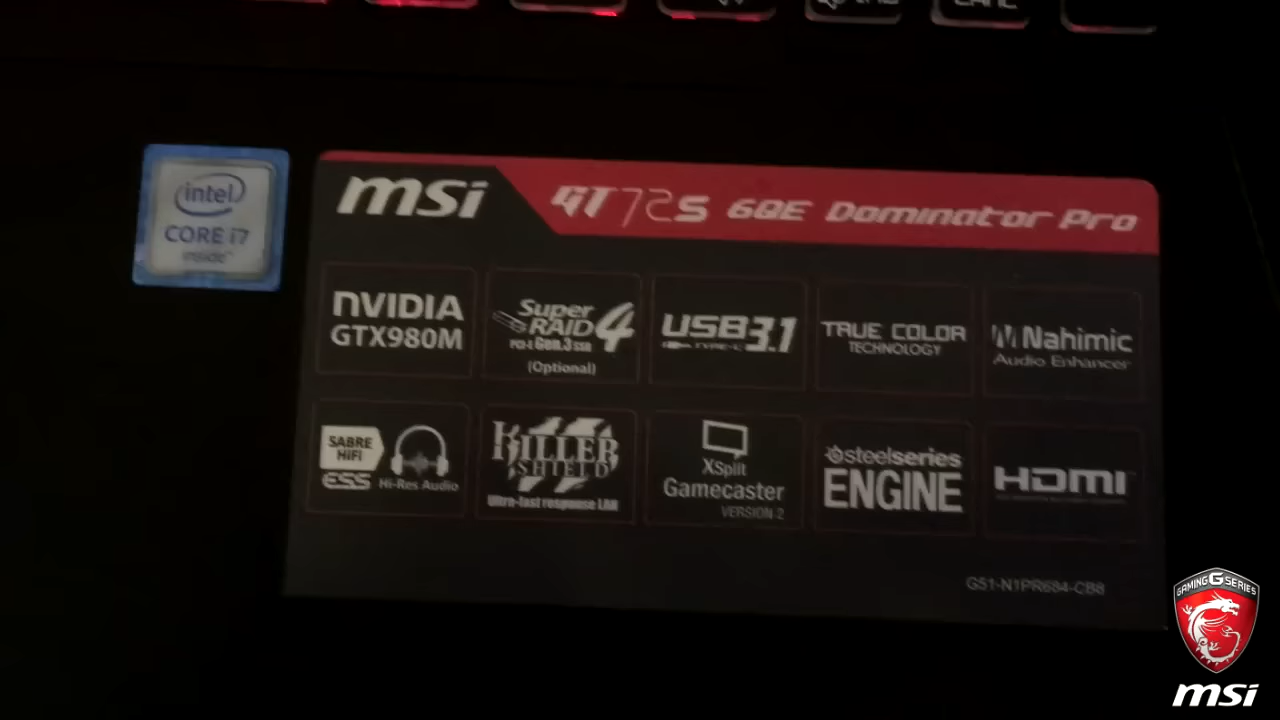 intel
CORE i7
inside™
msi
GT72S 6QE Dominator Pro
nVIDIA
GTX980M
Super
RAID 4
PCI-E Gen.3 SSD
(Optional)
USB3.1
TYPE-C
TRUE COLOR
TECHNOLOGY
Nahimic
Audio Enhancer
SABRE
HIFI
ESS
Hi-Res Audio
KILLER
SHIELD
Ultra-fast response LAN
XSplit
Gamecaster
VERSION 2
steelseries
ENGINE
HDMI
G51-N1PR684-CB8
GAMING G SERIES
msi